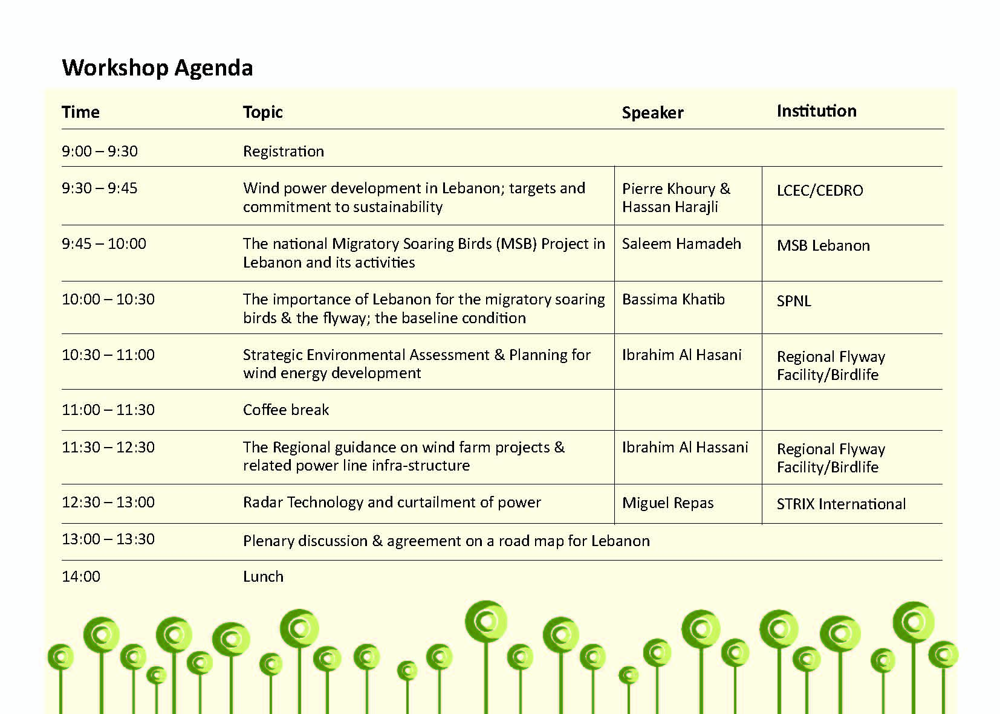 Workshop Agenda
Time Topic Speaker Institution
9:00 – 9:30 Registration
9:30 – 9:45 Wind power development in Lebanon; targets and Pierre Khoury & LCEC/CEDRO
commitment to sustainability Hassan Harajli
9:45 – 10:00 The national Migratory Soaring Birds (MSB) Project in Saleem Hamadeh MSB Lebanon
Lebanon and its activities
10:00 – 10:30 The importance of Lebanon for the migratory soaring Bassima Khatib SPNL
birds & the flyway; the baseline condition
10:30 – 11:00 Strategic Environmental Assessment & Planning for Ibrahim Al Hasani Regional Flyway
wind energy development Facility/Birdlife
11:00 – 11:30 Coffee break
11:30 – 12:30 The Regional guidance on wind farm projects & Ibrahim Al Hassani Regional Flyway
related power line infra-structure Facility/Birdlife
12:30 – 13:00 Radar Technology and curtailment of power Miguel Repas STRIX International
13:00 – 13:30 Plenary discussion & agreement on a road map for Lebanon
14:00 Lunch